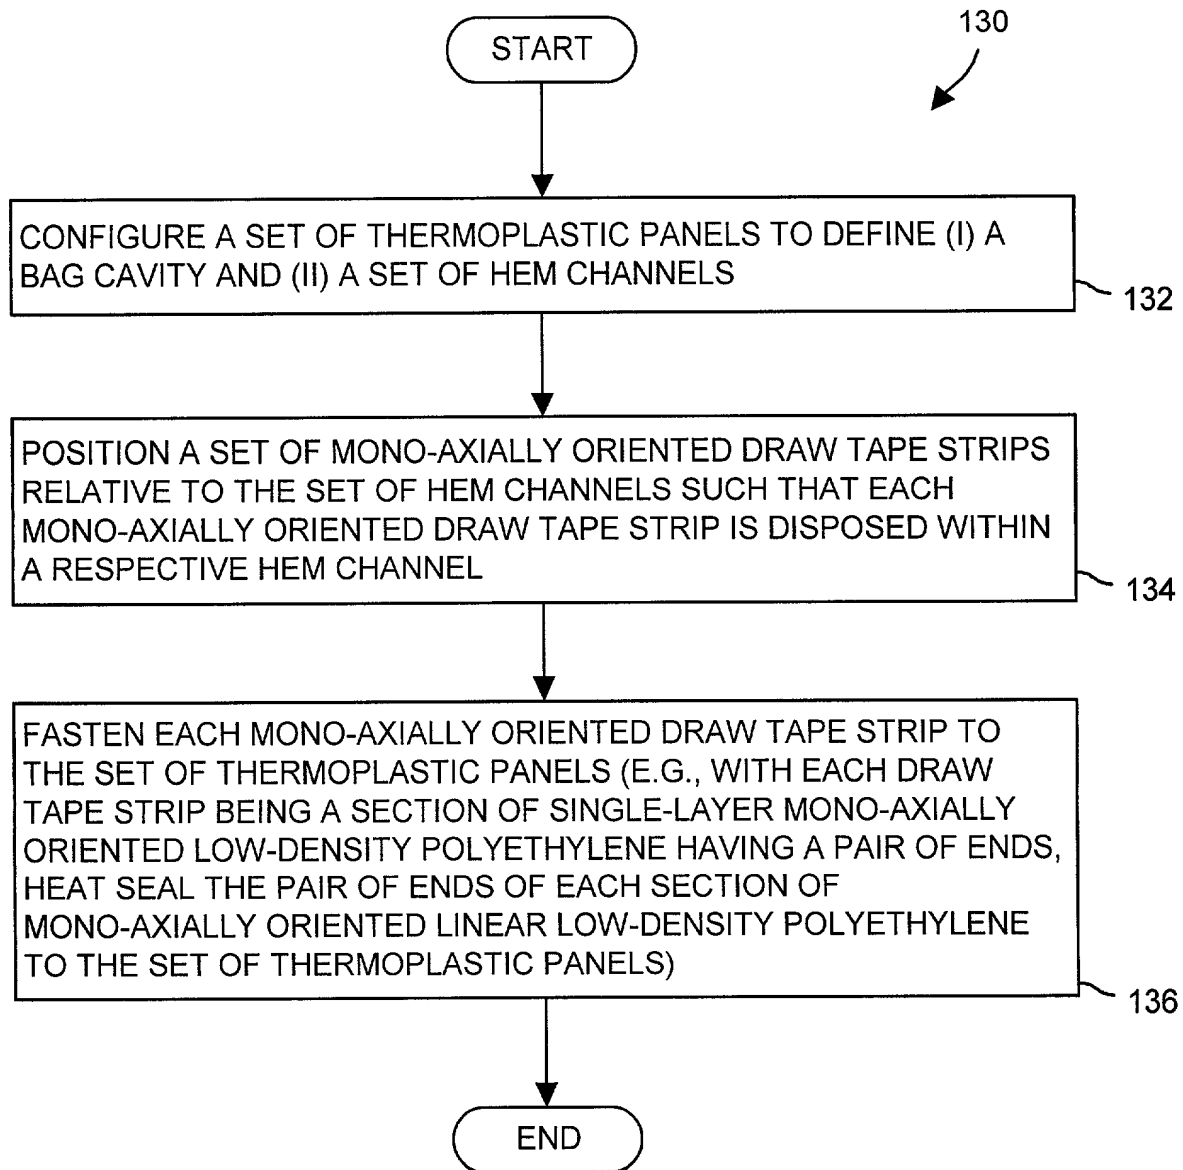 START
130
CONFIGURE A SET OF THERMOPLASTIC PANELS TO DEFINE (I) A
BAG CAVITY AND (II) A SET OF HEM CHANNELS
132
POSITION A SET OF MONO-AXIALLY ORIENTED DRAW TAPE STRIPS
RELATIVE TO THE SET OF HEM CHANNELS SUCH THAT EACH
MONO-AXIALLY ORIENTED DRAW TAPE STRIP IS DISPOSED WITHIN
A RESPECTIVE HEM CHANNEL
134
FASTEN EACH MONO-AXIALLY ORIENTED DRAW TAPE STRIP TO
THE SET OF THERMOPLASTIC PANELS (E.G., WITH EACH DRAW
TAPE STRIP BEING A SECTION OF SINGLE-LAYER MONO-AXIALLY
ORIENTED LOW-DENSITY POLYETHYLENE HAVING A PAIR OF ENDS,
HEAT SEAL THE PAIR OF ENDS OF EACH SECTION OF
MONO-AXIALLY ORIENTED LINEAR LOW-DENSITY POLYETHYLENE
TO THE SET OF THERMOPLASTIC PANELS)
136
END